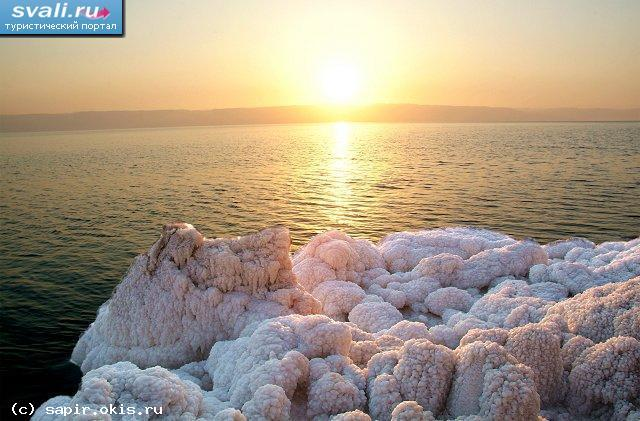 svali.ru
туристический портал
(c) sapir.okis.ru